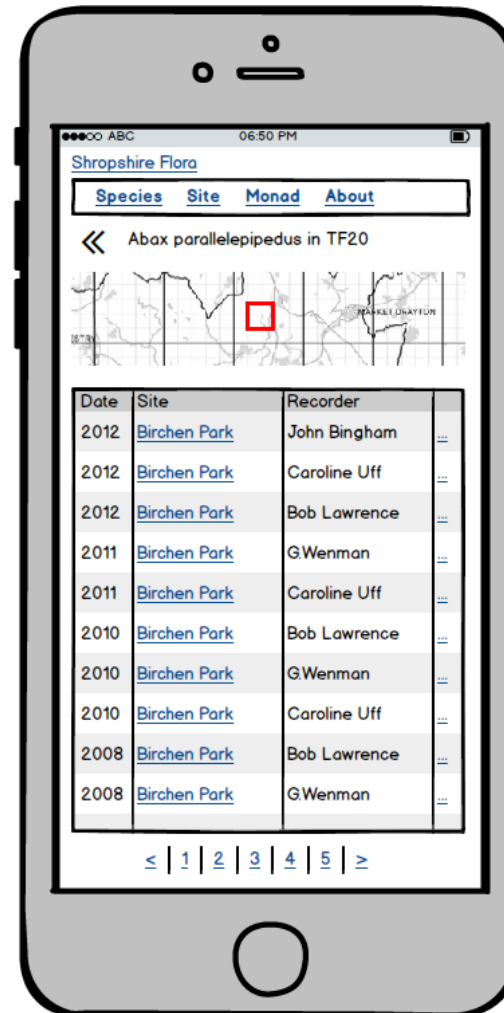 ●●●○○ ABC 06:50 PM
Shropshire Flora
Species Site Monad About
« Abax parallelepipedus in TF20
MARKET DRAYTON
Date Site Recorder
2012 Birchen Park John Bingham ...
2012 Birchen Park Caroline Uff ...
2012 Birchen Park Bob Lawrence ...
2011 Birchen Park G.Wenman ...
2011 Birchen Park Caroline Uff ...
2010 Birchen Park Bob Lawrence ...
2010 Birchen Park G.Wenman ...
2010 Birchen Park Caroline Uff ...
2008 Birchen Park Bob Lawrence ...
2008 Birchen Park G.Wenman ...
< | 1 | 2 | 3 | 4 | 5 | >